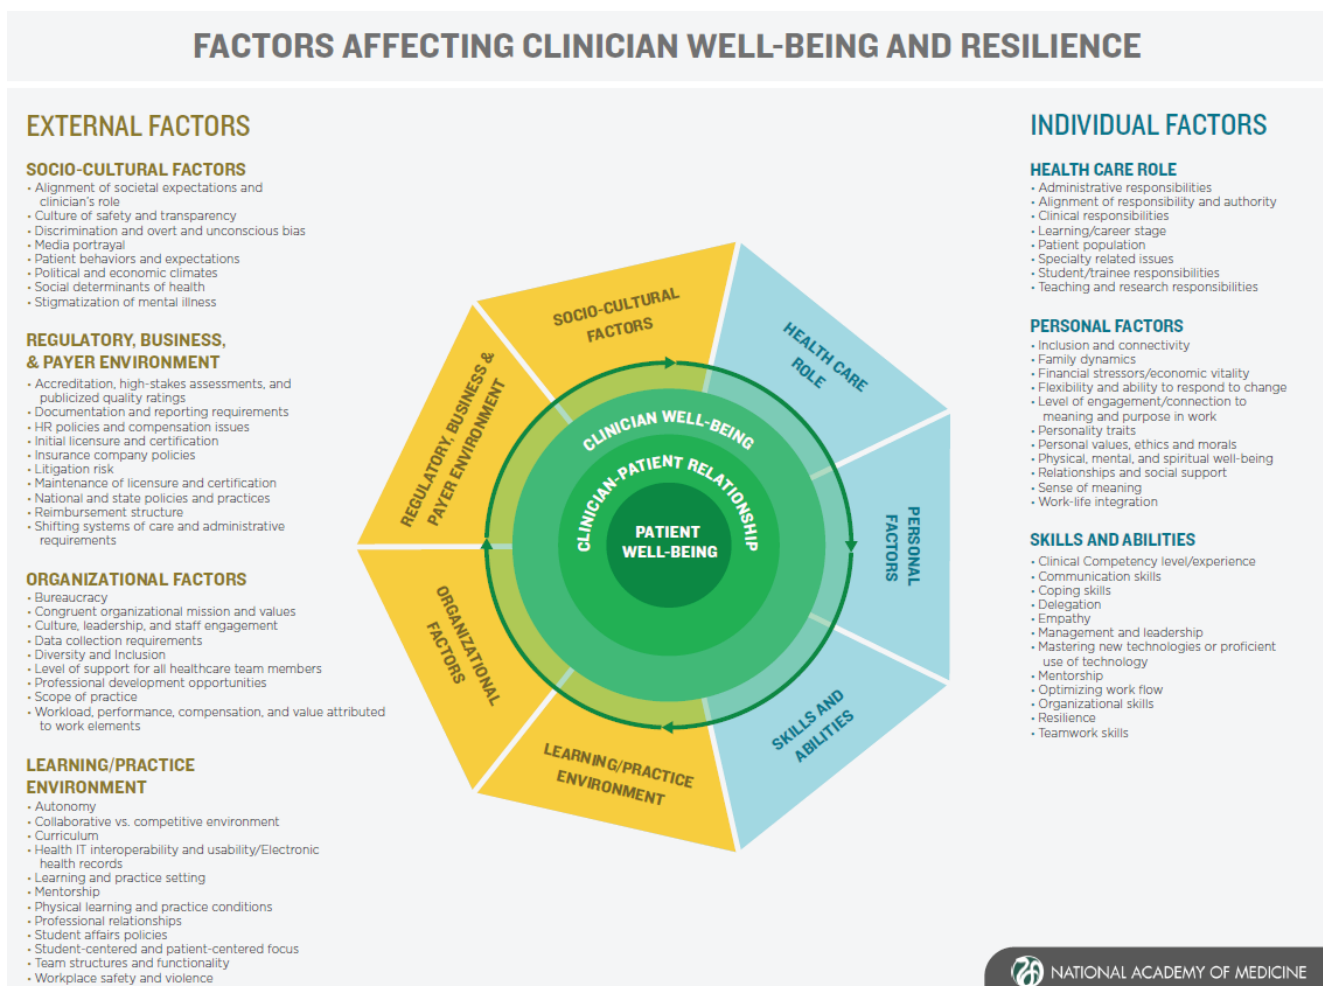 FACTORS AFFECTING CLINICIAN WELL-BEING AND RESILIENCE
EXTERNAL FACTORS
SOCIO-CULTURAL FACTORS
• Alignment of societal expectations and
clinician's role
• Culture of safety and transparency
• Discrimination and overt and unconscious bias
• Media portrayal
• Patient behaviors and expectations
• Political and economic climates
• Social determinants of health
• Stigmatization of mental illness
REGULATORY, BUSINESS,
& PAYER ENVIRONMENT
• Accreditation, high-stakes assessments, and
publicized quality ratings
• Documentation and reporting requirements
• HR policies and compensation issues
• Initial licensure and certification
• Insurance company policies
• Litigation risk
• Maintenance of licensure and certification
• National and state policies and practices
• Reimbursement structure
• Shifting systems of care and administrative
requirements
ORGANIZATIONAL FACTORS
• Bureaucracy
• Congruent organizational mission and values
• Culture, leadership, and staff engagement
• Data collection requirements
• Diversity and Inclusion
• Level of support for all healthcare team members
• Professional development opportunities
• Scope of practice
• Workload, performance, compensation, and value attributed
to work elements
LEARNING/PRACTICE
ENVIRONMENT
• Autonomy
• Collaborative vs. competitive environment
• Curriculum
• Health IT interoperability and usability/Electronic
health records
• Learning and practice setting
• Mentorship
• Physical learning and practice conditions
• Professional relationships
• Student affairs policies
• Student-centered and patient-centered focus
• Team structures and functionality
• Workplace safety and violence
SOCIO-CULTURAL
FACTORS
HEALTH CARE
ROLE
REGULATORY, BUSINESS &
PAYER ENVIRONMENT
CLINICIAN WELL-BEING
CLINICIAN-PATIENT RELATIONSHIP
PATIENT
WELL-BEING
PERSONAL
FACTORS
ORGANIZATIONAL
FACTORS
LEARNING/PRACTICE
ENVIRONMENT
SKILLS AND
ABILITIES
INDIVIDUAL FACTORS
HEALTH CARE ROLE
• Administrative responsibilities
• Alignment of responsibility and authority
• Clinical responsibilities
• Learning/career stage
• Patient population
• Specialty related issues
• Student/trainee responsibilities
• Teaching and research responsibilities
PERSONAL FACTORS
• Inclusion and connectivity
• Family dynamics
• Financial stressors/economic vitality
• Flexibility and ability to respond to change
• Level of engagement/connection to
meaning and purpose in work
• Personality traits
• Personal values, ethics and morals
• Physical, mental, and spiritual well-being
• Relationships and social support
• Sense of meaning
• Work-life integration
SKILLS AND ABILITIES
• Clinical Competency level/experience
• Communication skills
• Coping skills
• Delegation
• Empathy
• Management and leadership
• Mastering new technologies or proficient
use of technology
• Mentorship
• Optimizing work flow
• Organizational skills
• Resilience
• Teamwork skills
NATIONAL ACADEMY OF MEDICINE